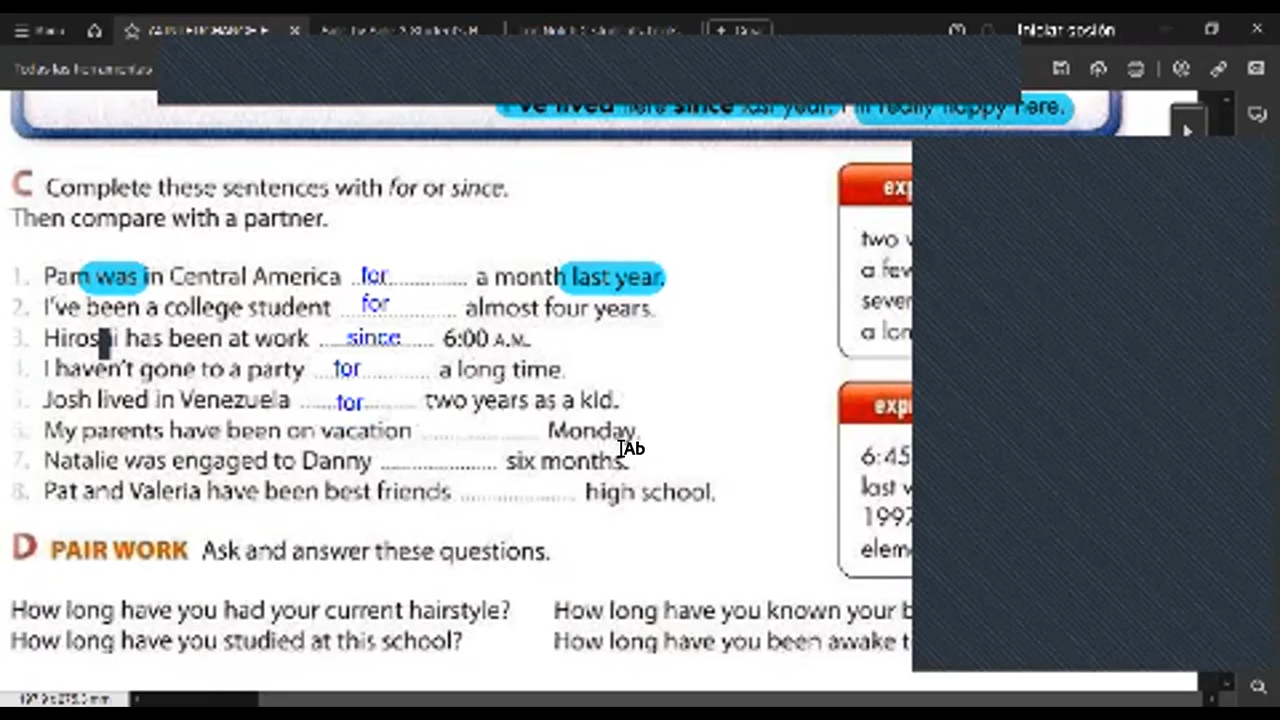 Iniciar sesión
Todas las herramientas
've lived here since last year. I'm really happy here.
C Complete these sentences with for or since.
Then compare with a partner.
1. Pam was in Central America for a month last year.
2. I've been a college student for almost four years.
3. Hiroshi has been at work since 6:00 A.M.
4. I haven't gone to a party for a long time.
5. Josh lived in Venezuela for two years as a kid.
6. My parents have been on vacation Monday.
7. Natalie was engaged to Danny six months.
8. Pat and Valeria have been best friends high school.
exp
two
a few
sever
a lon
exp
6:45
last
1997
elem
Ab
D PAIR WORK Ask and answer these questions.
How long have you had your current hairstyle? How long have you known your b
How long have you studied at this school? How long have you been awake t